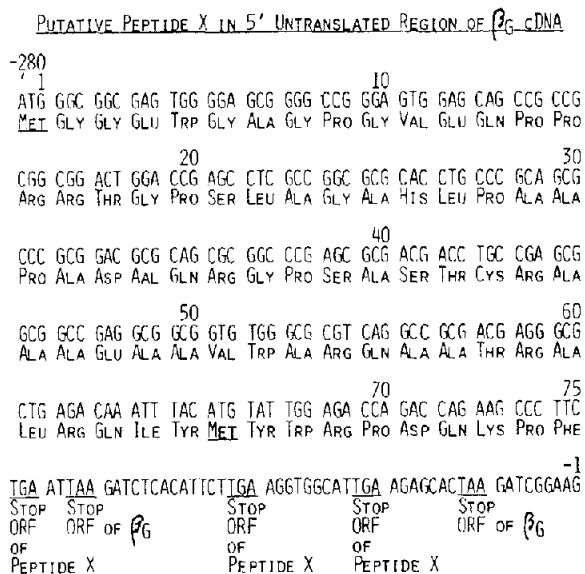 PUTATIVE PEPTIDE X IN 5' UNTRANSLATED REGION OF βG cDNA
-280
1 10
ATG GGC GGC GAG TGG GGA GCG GGG CCG GGA GTG GAG CAG CCG CCG
MET GLY GLY GLU TRP GLY ALA GLY PRO GLY VAL GLU GLN PRO PRO
20 30
CGG CGG ACT GGA CCG AGC CTC GCC GGC GCG CAC CTG CCC GCA GCG
ARG ARG THR GLY PRO SER LEU ALA GLY ALA HIS LEU PRO ALA ALA
40
CCC GCG GAC GCG CAG CGC GGC CCG AGC GCG ACG ACC TGC CGA GCG
PRO ALA ASP AAL GLN ARG GLY PRO SER ALA SER THR CYS ARG ALA
50 60
GCG GCC GAG GCG GCG GTG TGG GCG CGT CAG GCC GCG ACG AGG GCG
ALA ALA GLU ALA ALA VAL TRP ALA ARG GLN ALA ALA THR ARG ALA
70 75
CTG AGA CAA ATT TAC ATG TAT TGG AGA CCA GAC CAG AAG CCC TTC
LEU ARG GLN ILE TYR MET TYR TRP ARG PRO ASP GLN LYS PRO PHE
-1
TGA ATTAA GATCTCACATTCTTGA AGGTGGCATTGA AGAGCACTAA GATCGGAAG
STOP STOP STOP STOP STOP
ORF ORF OF βG ORF ORF ORF OF βG
OF OF OF
PEPTIDE X PEPTIDE X PEPTIDE X